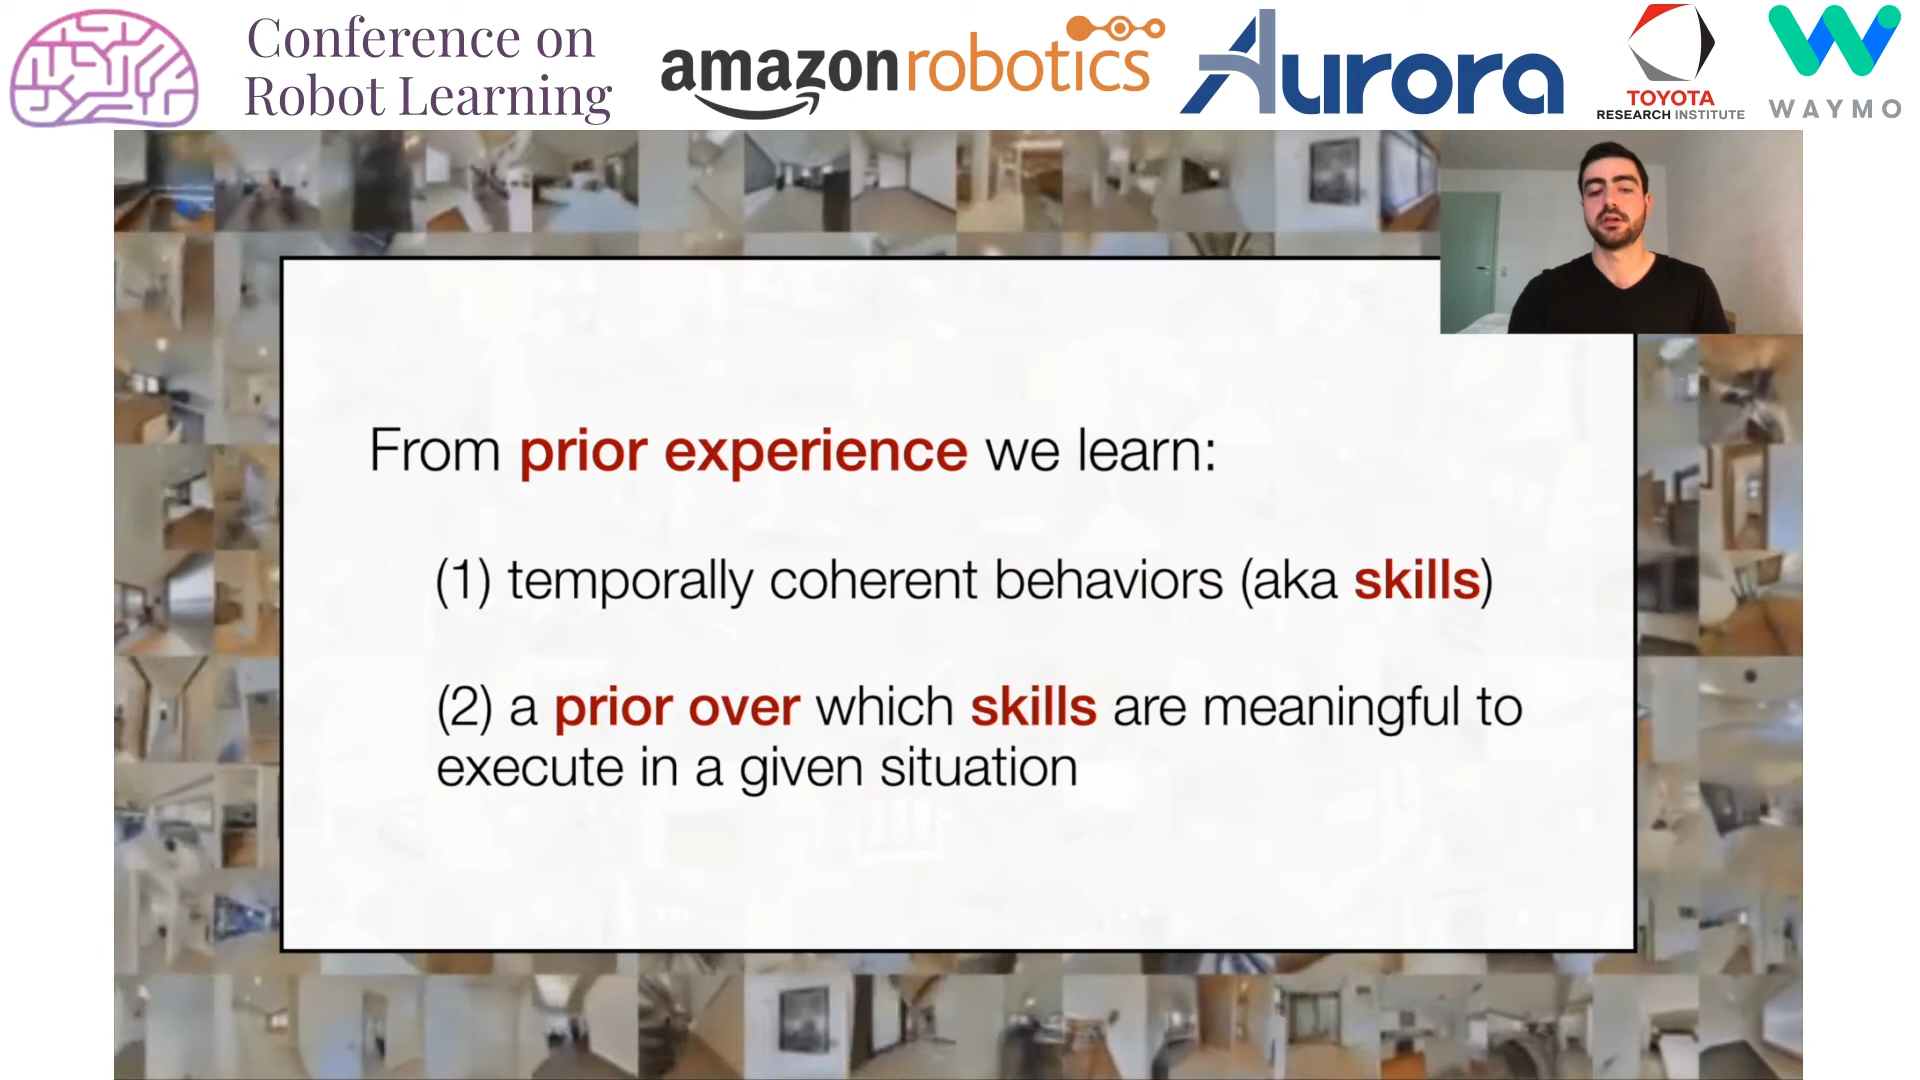 Conference on
Robot Learning
amazon robotics
Aurora
TOYOTA
RESEARCH INSTITUTE
WAYMO
From prior experience we learn:
(1) temporally coherent behaviors (aka skills)
(2) a prior over which skills are meaningful to
execute in a given situation